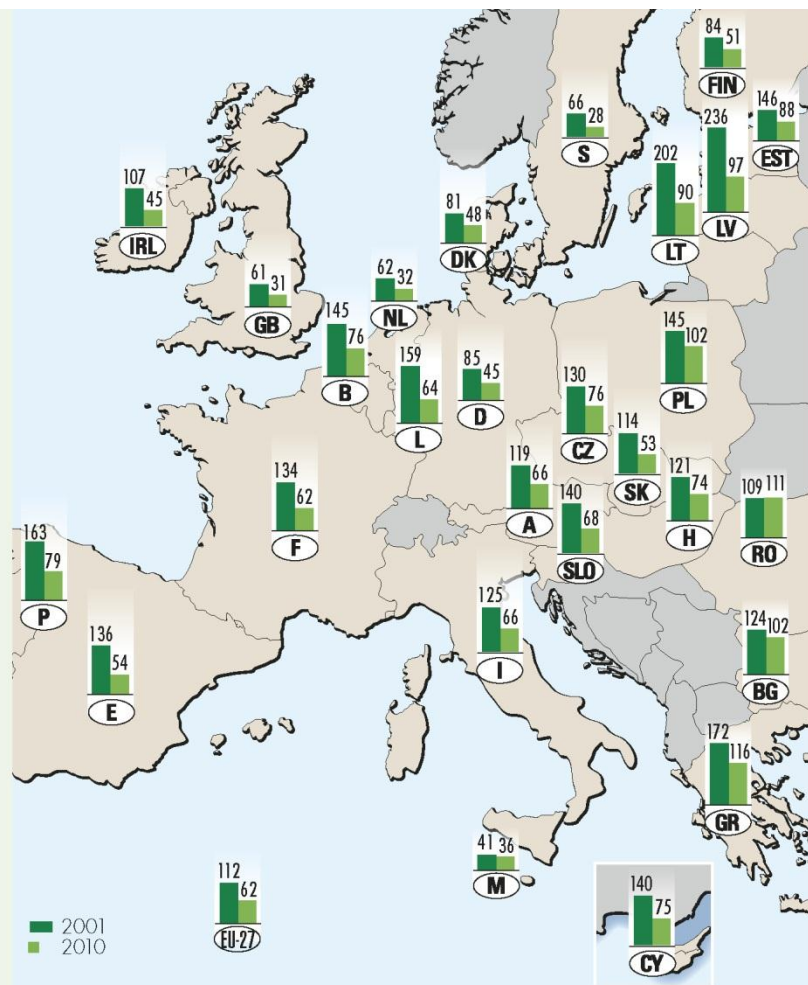 84 51
FIN
146 88
EST
66 28
S
236 97
LV
202 90
LT
107 45
IRL
81 48
DK
61 31
GB
62 32
NL
145 76
B
159 64
L
85 45
D
145 102
PL
130 76
CZ
114 53
SK
119 66
A
121 74
H
109 111
RO
140 68
SLO
134 62
F
163 79
P
136 54
E
125 66
I
124 102
BG
172 116
GR
41 36
M
112 62
EU-27
140 75
CY
2001
2010